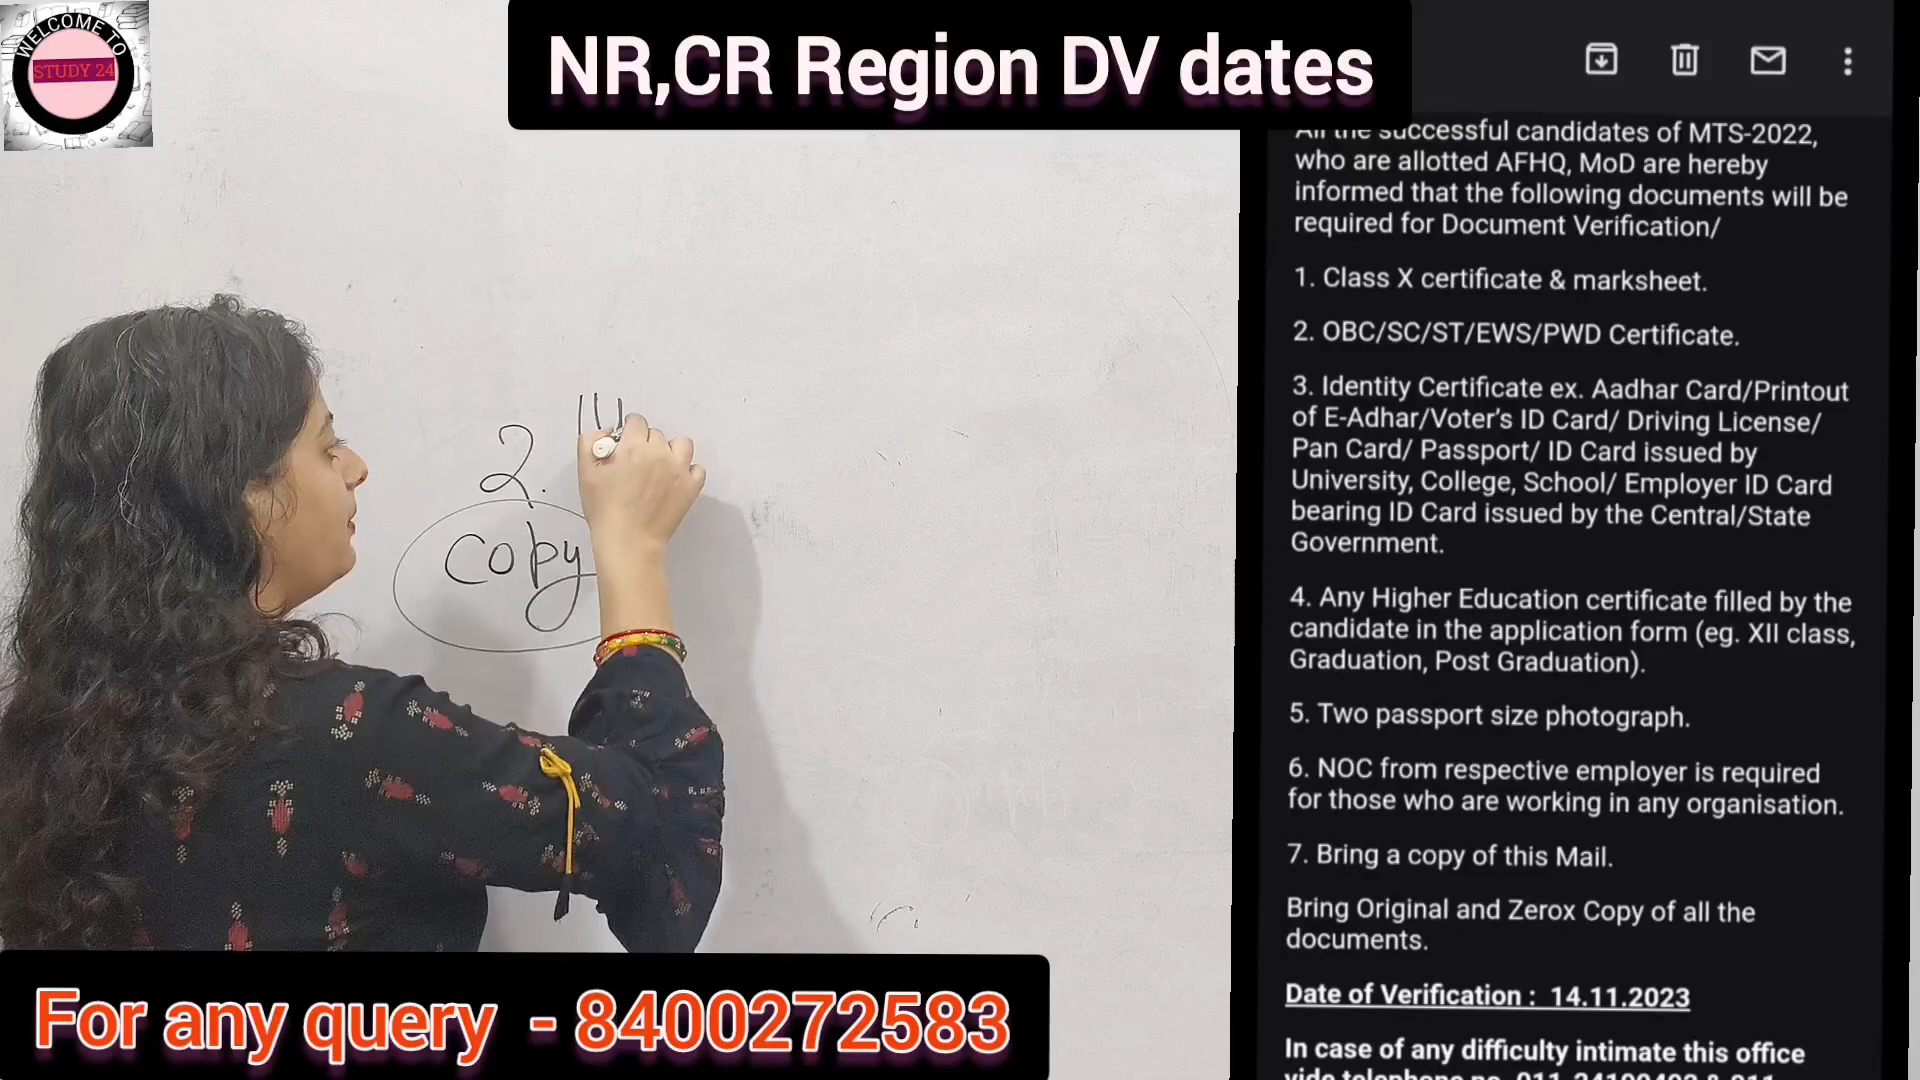 WELCOME TO
STUDY 24
NR,CR Region DV dates
2.
copy
All the successful candidates of MTS-2022,
who are allotted AFHQ, MoD are hereby
informed that the following documents will be
required for Document Verification/
1. Class X certificate & marksheet.
2. OBC/SC/ST/EWS/PWD Certificate.
3. Identity Certificate ex. Aadhar Card/Printout
of E-Adhar/Voter's ID Card/ Driving License/
Pan Card/ Passport/ ID Card issued by
University, College, School/ Employer ID Card
bearing ID Card issued by the Central/State
Government.
4. Any Higher Education certificate filled by the
candidate in the application form (eg. XII class,
Graduation, Post Graduation).
5. Two passport size photograph.
6. NOC from respective employer is required
for those who are working in any organisation.
7. Bring a copy of this Mail.
Bring Original and Zerox Copy of all the
documents.
Date of Verification : 14.11.2023
In case of any difficulty intimate this office
For any query - 8400272583